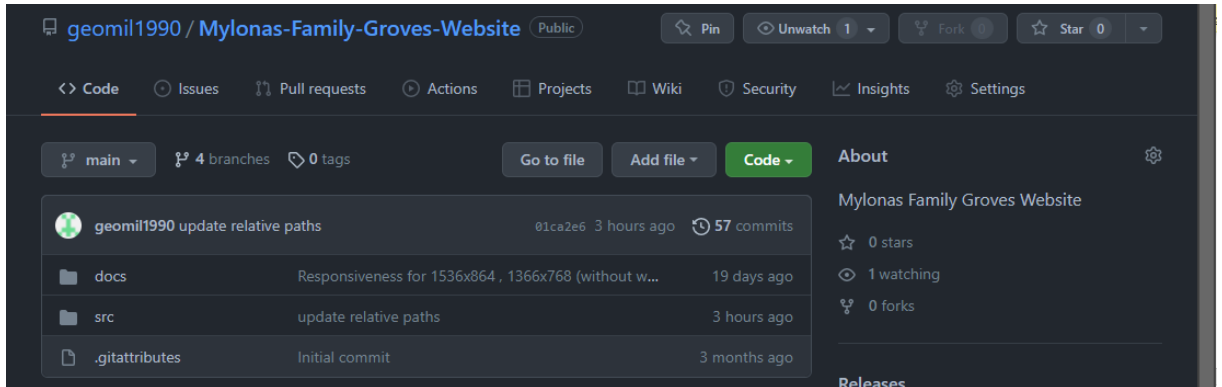 geomil1990 / Mylonas-Family-Groves-Website Public Pin Unwatch 1 Fork 0 Star 0
<> Code Issues Pull requests Actions Projects Wiki Security Insights Settings
main 4 branches 0 tags Go to file Add file Code
geomil1990 update relative paths 01ca2e6 3 hours ago 57 commits
docs Responsiveness for 1536x864 , 1366x768 (without w... 19 days ago
src update relative paths 3 hours ago
.gitattributes Initial commit 3 months ago
About
Mylonas Family Groves Website
0 stars
1 watching
0 forks
Releases